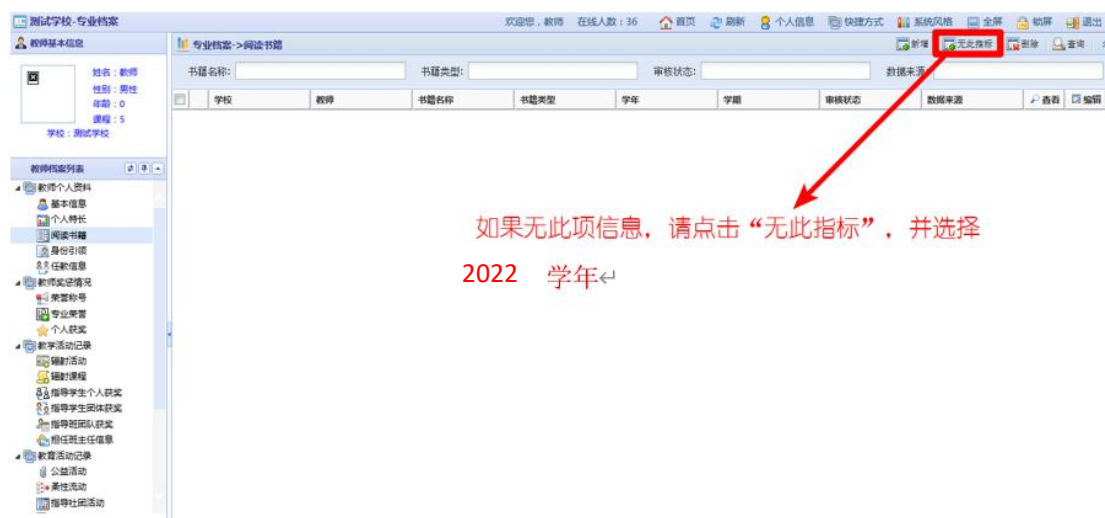 测试学校-专业档案
欢迎您，教师 在线人数：36 首页 刷新 个人信息 快捷方式 系统风格 全屏 锁屏 退出
教师基本信息
姓名：教师
性别：男性
年龄：0
课程：5
学校：测试学校
专业档案->阅读书籍
新增 无此指标 删除 查询
书籍名称: 书籍类型: 审核状态: 数据来源
学校 教师 书籍名称 书籍类型 学年 学期 审核状态 数据来源 查看 编辑
教师档案列表
教师个人资料
基本信息
个人特长
阅读书籍
身份引领
任教信息
教师奖惩情况
荣誉称号
专业荣誉
个人获奖
教学活动记录
辐射活动
辐射课程
指导学生个人获奖
指导学生团体获奖
指导班团队获奖
担任班主任信息
教育活动记录
公益活动
柔性流动
指导社团活动
如果无此项信息，请点击“无此指标”，并选择
2022 学年↵